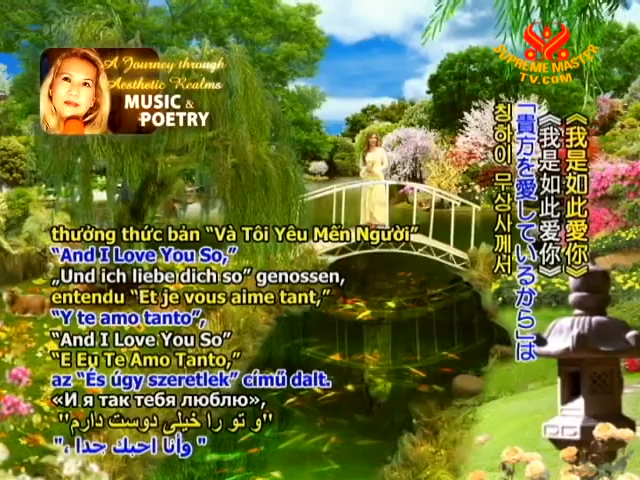 A Journey through
Aesthetic Realms
MUSIC &
POETRY
SUPREME MASTER
TV.COM
thưởng thức bản “Và Tôi Yêu Mến Người”
“And I Love You So,”
„Und ich liebe dich so” genossen,
entendu “Et je vous aime tant,”
“Y te amo tanto”,
“And I Love You So”
“E Eu Te Amo Tanto,”
az “És úgy szeretlek” című dalt.
«И я так тебя люблю»,
"و تو را خیلی دوست دارم"
"وأنا احبك جدا ، "
《我是如此愛你》
《我是如此爱你》
「貴方を愛しているから」は
칭하이 무상사께서